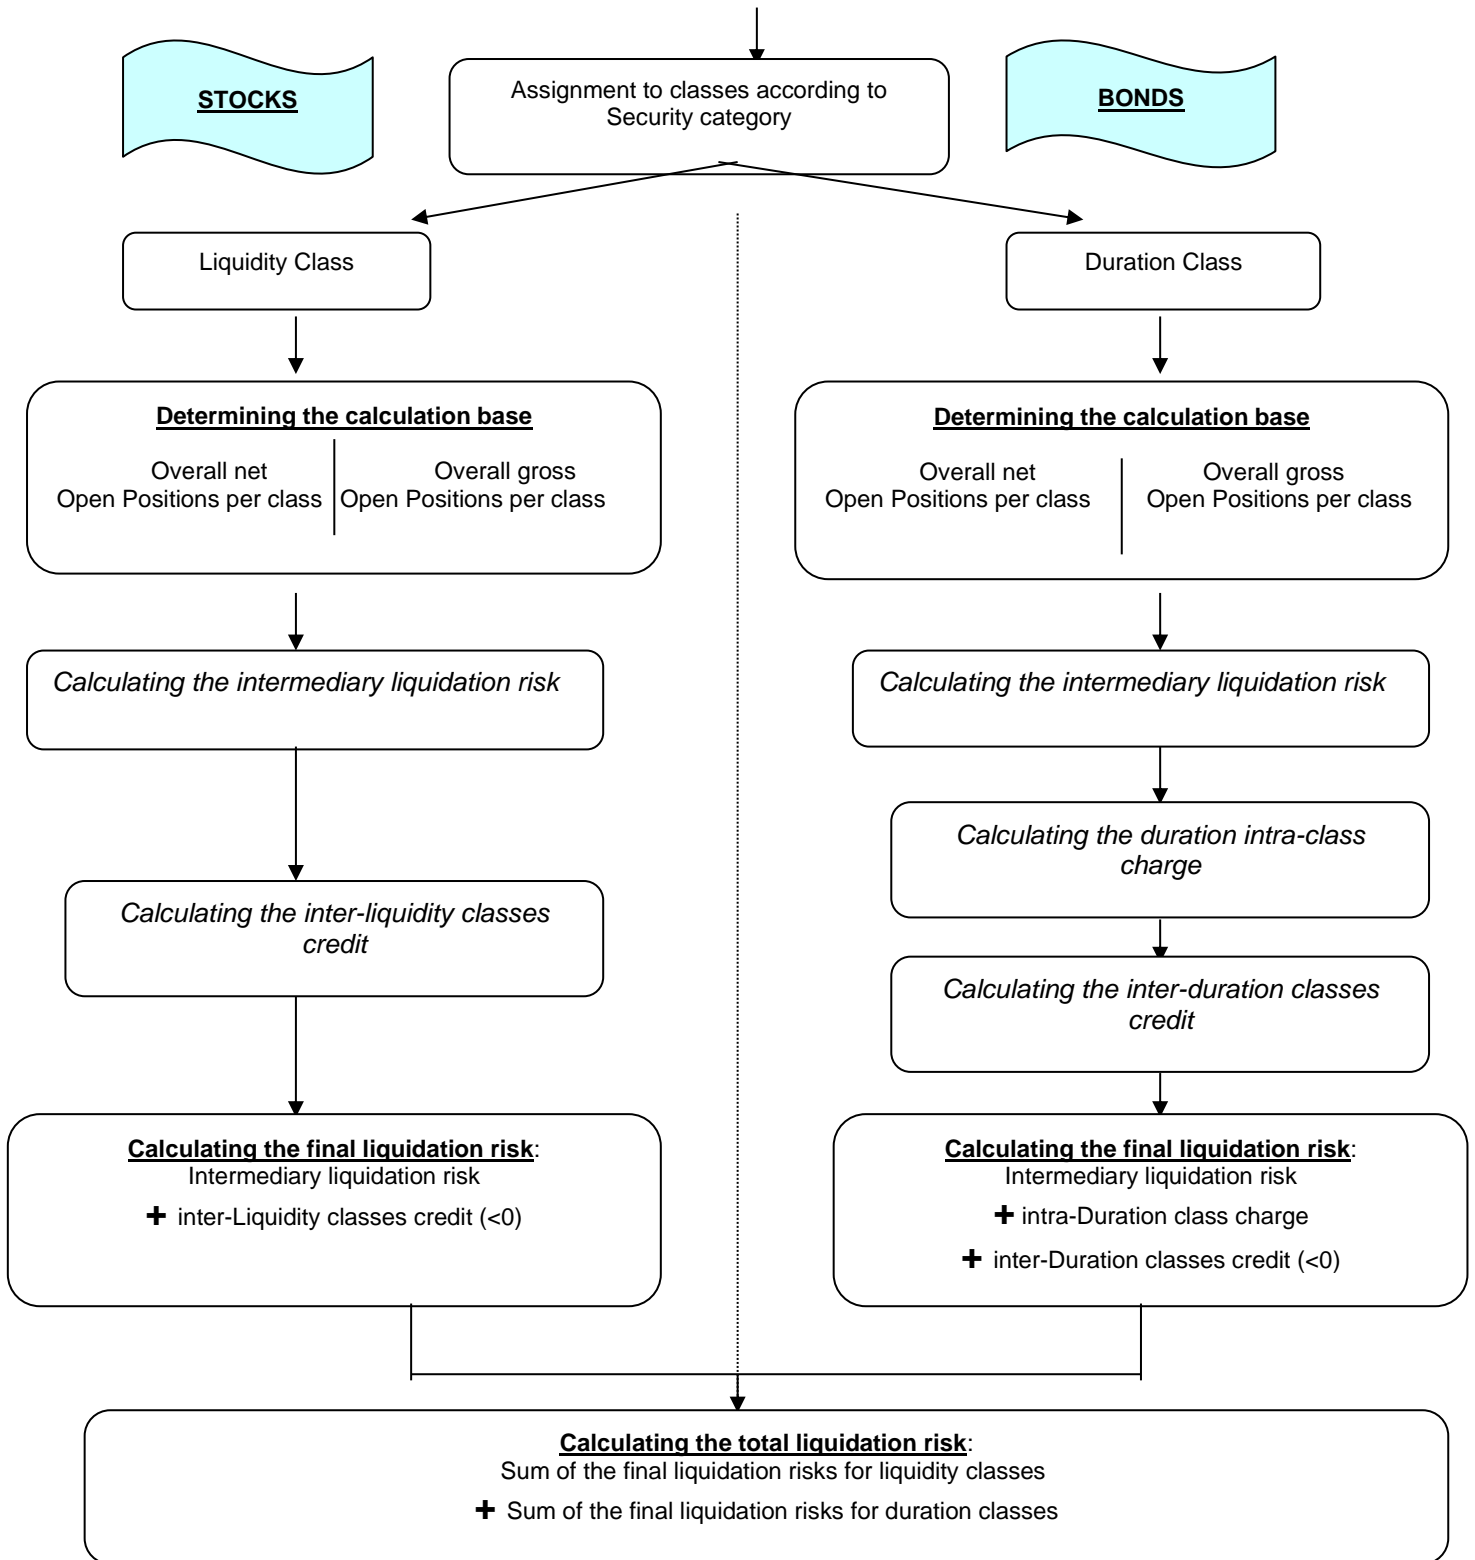 STOCKS
Assignment to classes according to
Security category
BONDS
Liquidity Class
Duration Class
Determining the calculation base
Overall net
Open Positions per class
Overall gross
Open Positions per class
Determining the calculation base
Overall net
Open Positions per class
Overall gross
Open Positions per class
Calculating the intermediary liquidation risk
Calculating the intermediary liquidation risk
Calculating the duration intra-class
charge
Calculating the inter-liquidity classes
credit
Calculating the inter-duration classes
credit
Calculating the final liquidation risk:
Intermediary liquidation risk
+ inter-Liquidity classes credit (<0)
Calculating the final liquidation risk:
Intermediary liquidation risk
+ intra-Duration class charge
+ inter-Duration classes credit (<0)
Calculating the total liquidation risk:
Sum of the final liquidation risks for liquidity classes
+ Sum of the final liquidation risks for duration classes